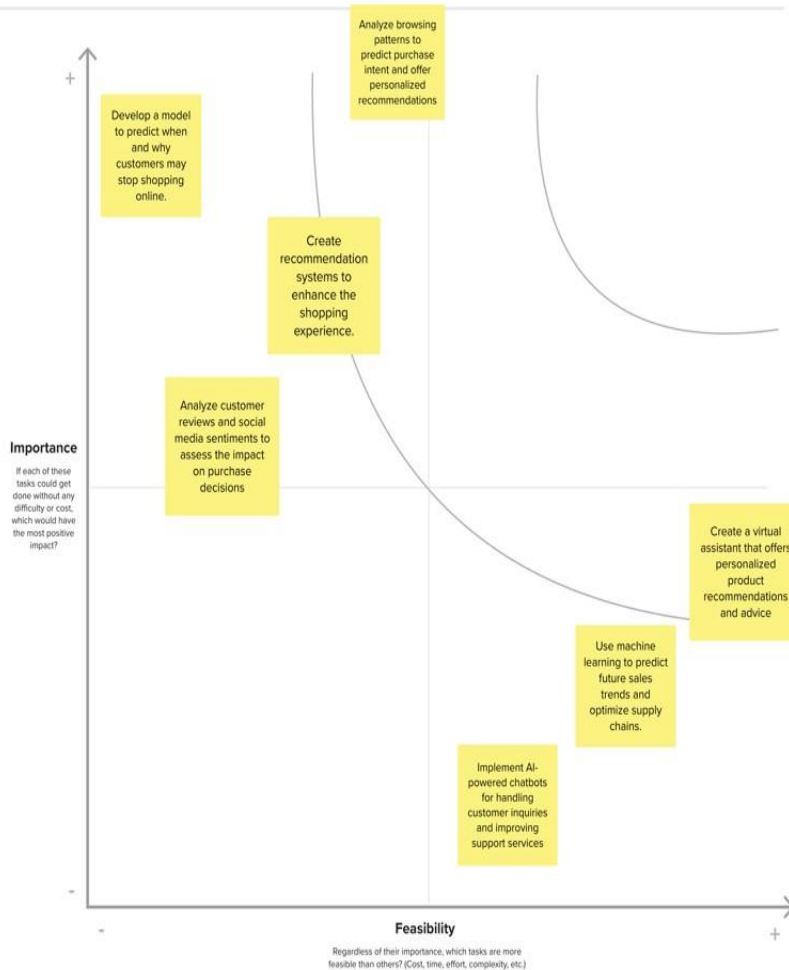 Analyze browsing
patterns to
predict purchase
intent and offer
personalized
recommendations
+
Develop a model
to predict when
and why
customers may
stop shopping
online.
Create
recommendation
systems to
enhance the
shopping
experience.
Analyze customer
reviews and social
media sentiments to
assess the impact
on purchase
decisions
Importance
If each of these
tasks could get
done without any
difficulty or cost,
which would have
the most positive
impact?
Create a virtual
assistant that offers
personalized
product
recommendations
and advice
Use machine
learning to predict
future sales
trends and
optimize supply
chains.
Implement AI-
powered chatbots
for handling
customer inquiries
and improving
support services
-
-
Feasibility
+
Regardless of their importance, which tasks are more
feasible than others? (Cost, time, effort, complexity, etc.)